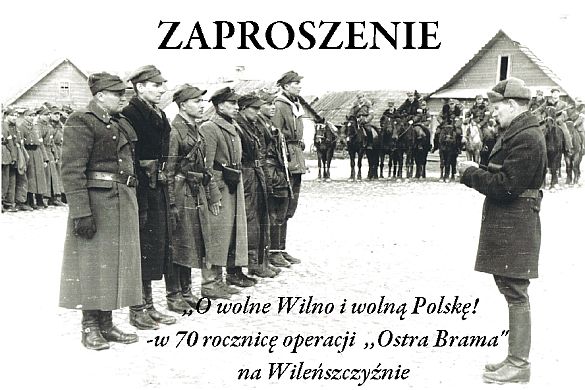 ZAPROSZENIE
,,O wolne Wilno i wolną Polskę!
-w 70 rocznicę operacji ,,Ostra Brama"
na Wileńszczyźnie